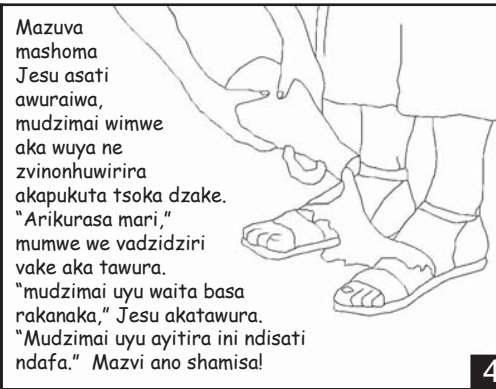 Mazuva
mashoma
Jesu asati
awuraiwa,
mudzimai wimwe
aka wuya ne
zvinonhuwirira
akapukuta tsoka dzake.
“Arikurasa mari,”
mumwe we vadzidziri
vake aka tawura.
“mudzimai uyu waita basa
rakanaka,” Jesu akatawura.
“Mudzimai uyu ayitira ini ndisati
ndafa.” Mazvi ano shamisa!
4